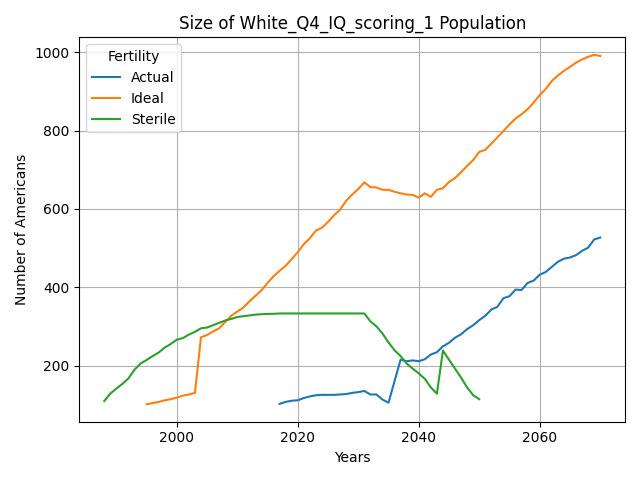 Size of White_Q4_IQ_scoring_1 Population
Fertility
Actual
Ideal
Sterile
Number of Americans
1000
800
600
400
200
2000
2020
2040
2060
Years